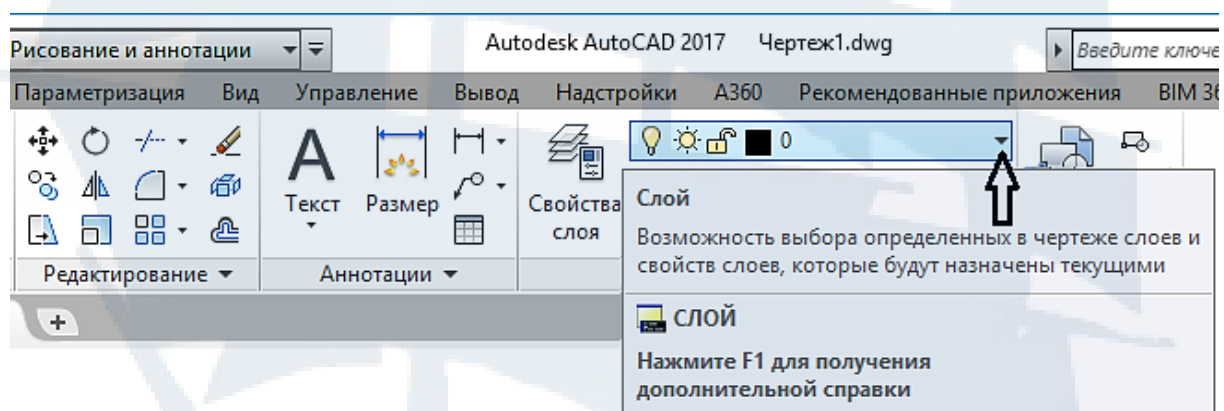 Рисование и аннотации
Autodesk AutoCAD 2017 Чертеж1.dwg
Введите ключе
Параметризация Вид Управление Вывод Надстройки A360 Рекомендованные приложения BIM 36
0
А
Текст
Размер
Свойства
слоя
Редактирование
Аннотации
Слой
Возможность выбора определенных в чертеже слоев и
свойств слоев, которые будут назначены текущими
СЛОЙ
Нажмите F1 для получения
дополнительной справки